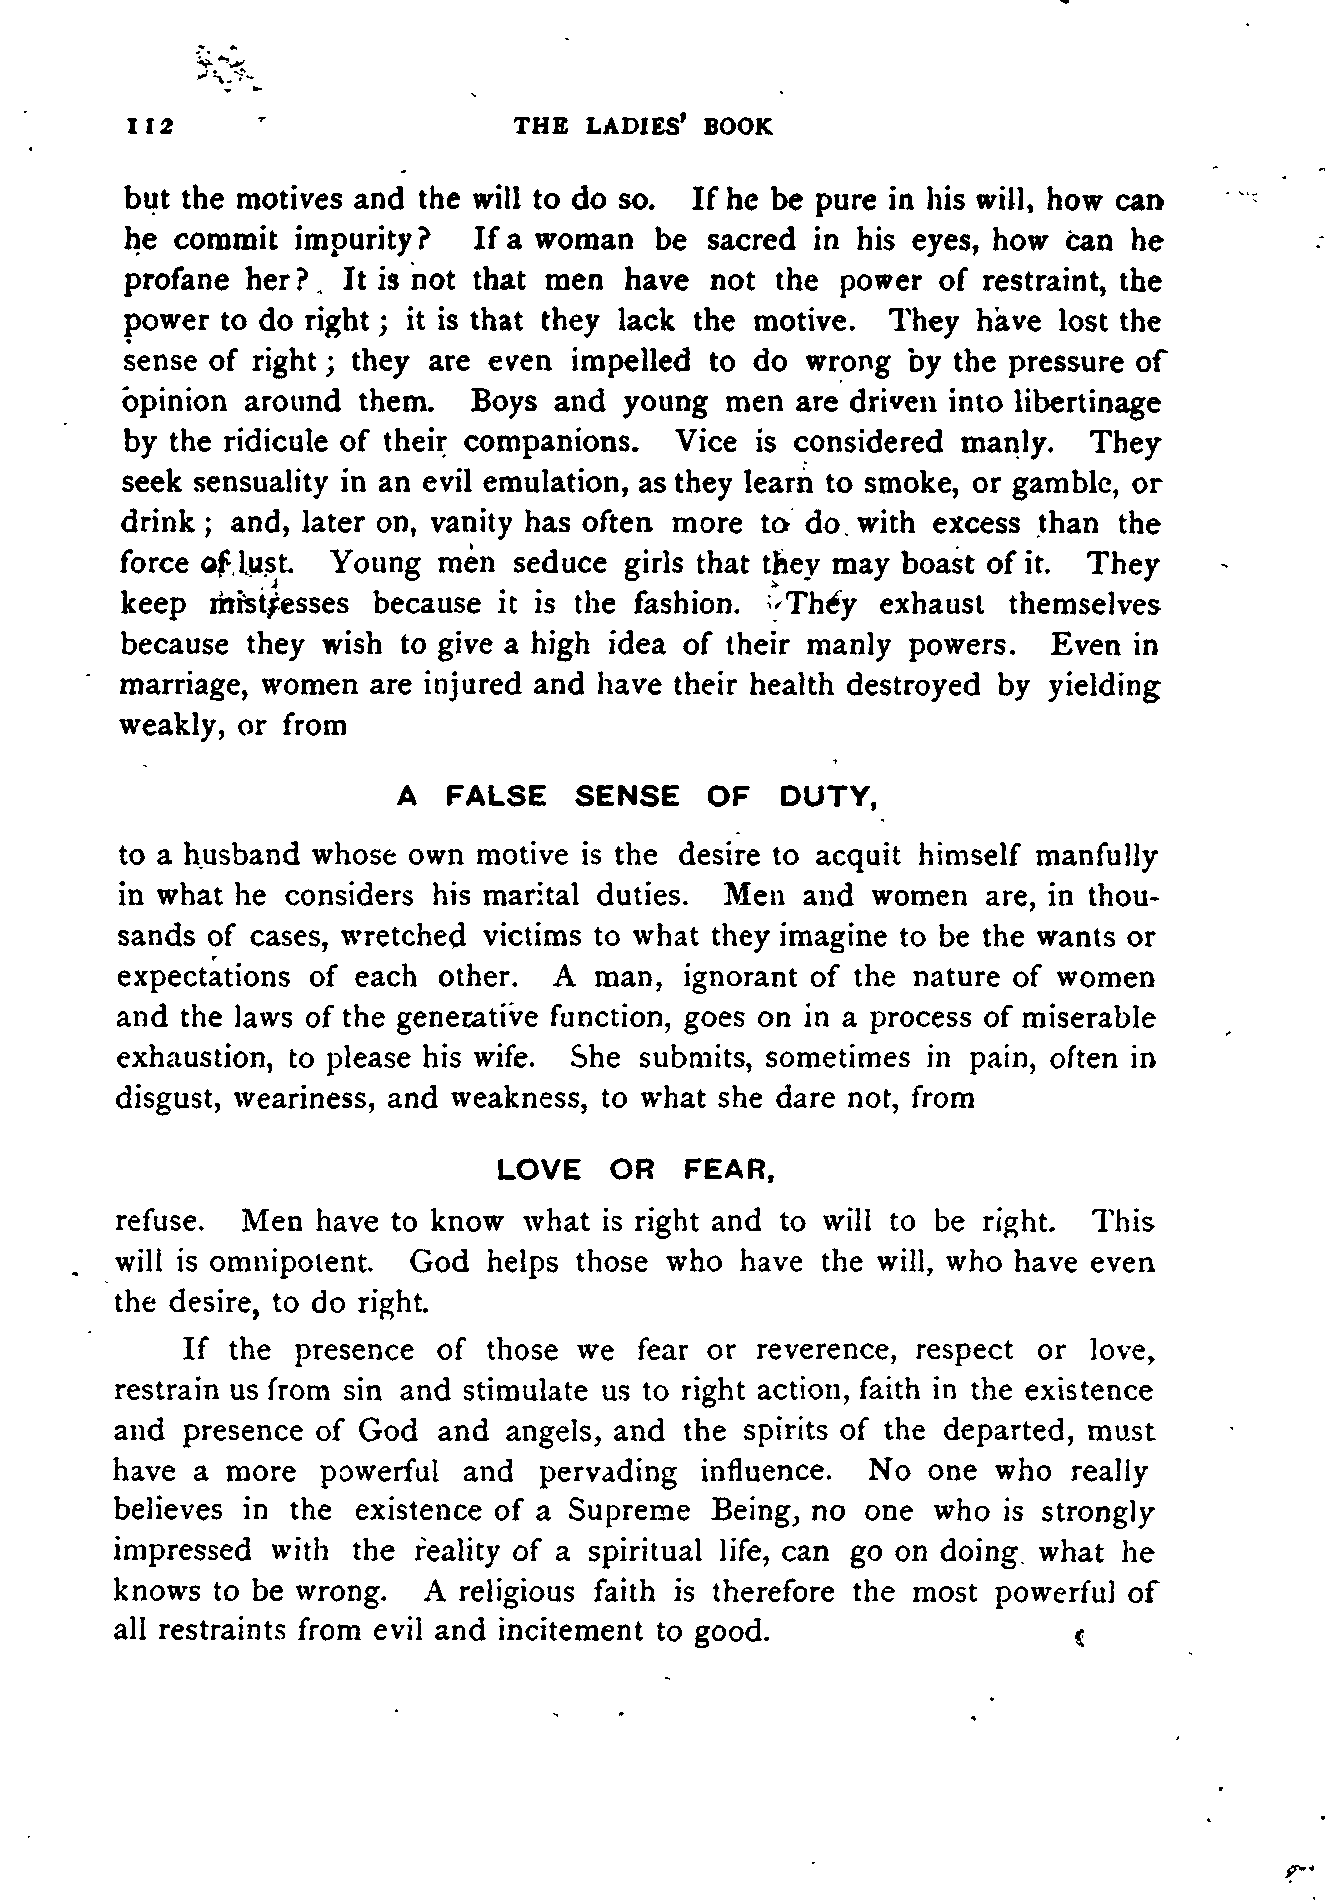 112 THE LADIES' BOOK
but the motives and the will to do so. If he be pure in his will, how can
he commit impurity? If a woman be sacred in his eyes, how can he
profane her? It is not that men have not the power of restraint, the
power to do right; it is that they lack the motive. They have lost the
sense of right; they are even impelled to do wrong by the pressure of
opinion around them. Boys and young men are driven into libertinage
by the ridicule of their companions. Vice is considered manly. They
seek sensuality in an evil emulation, as they learn to smoke, or gamble, or
drink; and, later on, vanity has often more to do with excess than the
force of lust. Young men seduce girls that they may boast of it. They
keep mistresses because it is the fashion. They exhaust themselves
because they wish to give a high idea of their manly powers. Even in
marriage, women are injured and have their health destroyed by yielding
weakly, or from
A FALSE SENSE OF DUTY,
to a husband whose own motive is the desire to acquit himself manfully
in what he considers his marital duties. Men and women are, in thou-
sands of cases, wretched victims to what they imagine to be the wants or
expectations of each other. A man, ignorant of the nature of women
and the laws of the generative function, goes on in a process of miserable
exhaustion, to please his wife. She submits, sometimes in pain, often in
disgust, weariness, and weakness, to what she dare not, from
LOVE OR FEAR,
refuse. Men have to know what is right and to will to be right. This
will is omnipotent. God helps those who have the will, who have even
the desire, to do right.
If the presence of those we fear or reverence, respect or love,
restrain us from sin and stimulate us to right action, faith in the existence
and presence of God and angels, and the spirits of the departed, must
have a more powerful and pervading influence. No one who really
believes in the existence of a Supreme Being, no one who is strongly
impressed with the reality of a spiritual life, can go on doing what he
knows to be wrong. A religious faith is therefore the most powerful of
all restraints from evil and incitement to good.